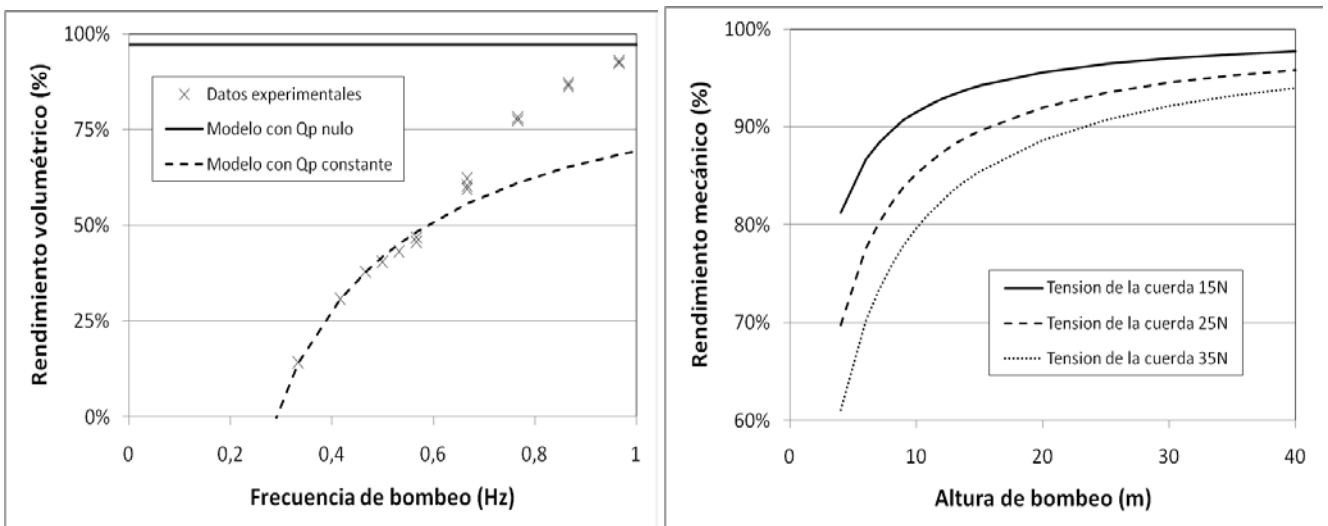 Rendimiento volumétrico (%)
100%
75%
50%
25%
0%
Datos experimentales
Modelo con Qp nulo
Modelo con Qp constante
0
0,2
0,4
0,6
0,8
1
Frecuencia de bombeo (Hz)
Rendimiento mecánico (%)
100%
90%
80%
70%
60%
Tension de la cuerda 15N
Tension de la cuerda 25N
Tension de la cuerda 35N
0
10
20
30
40
Altura de bombeo (m)